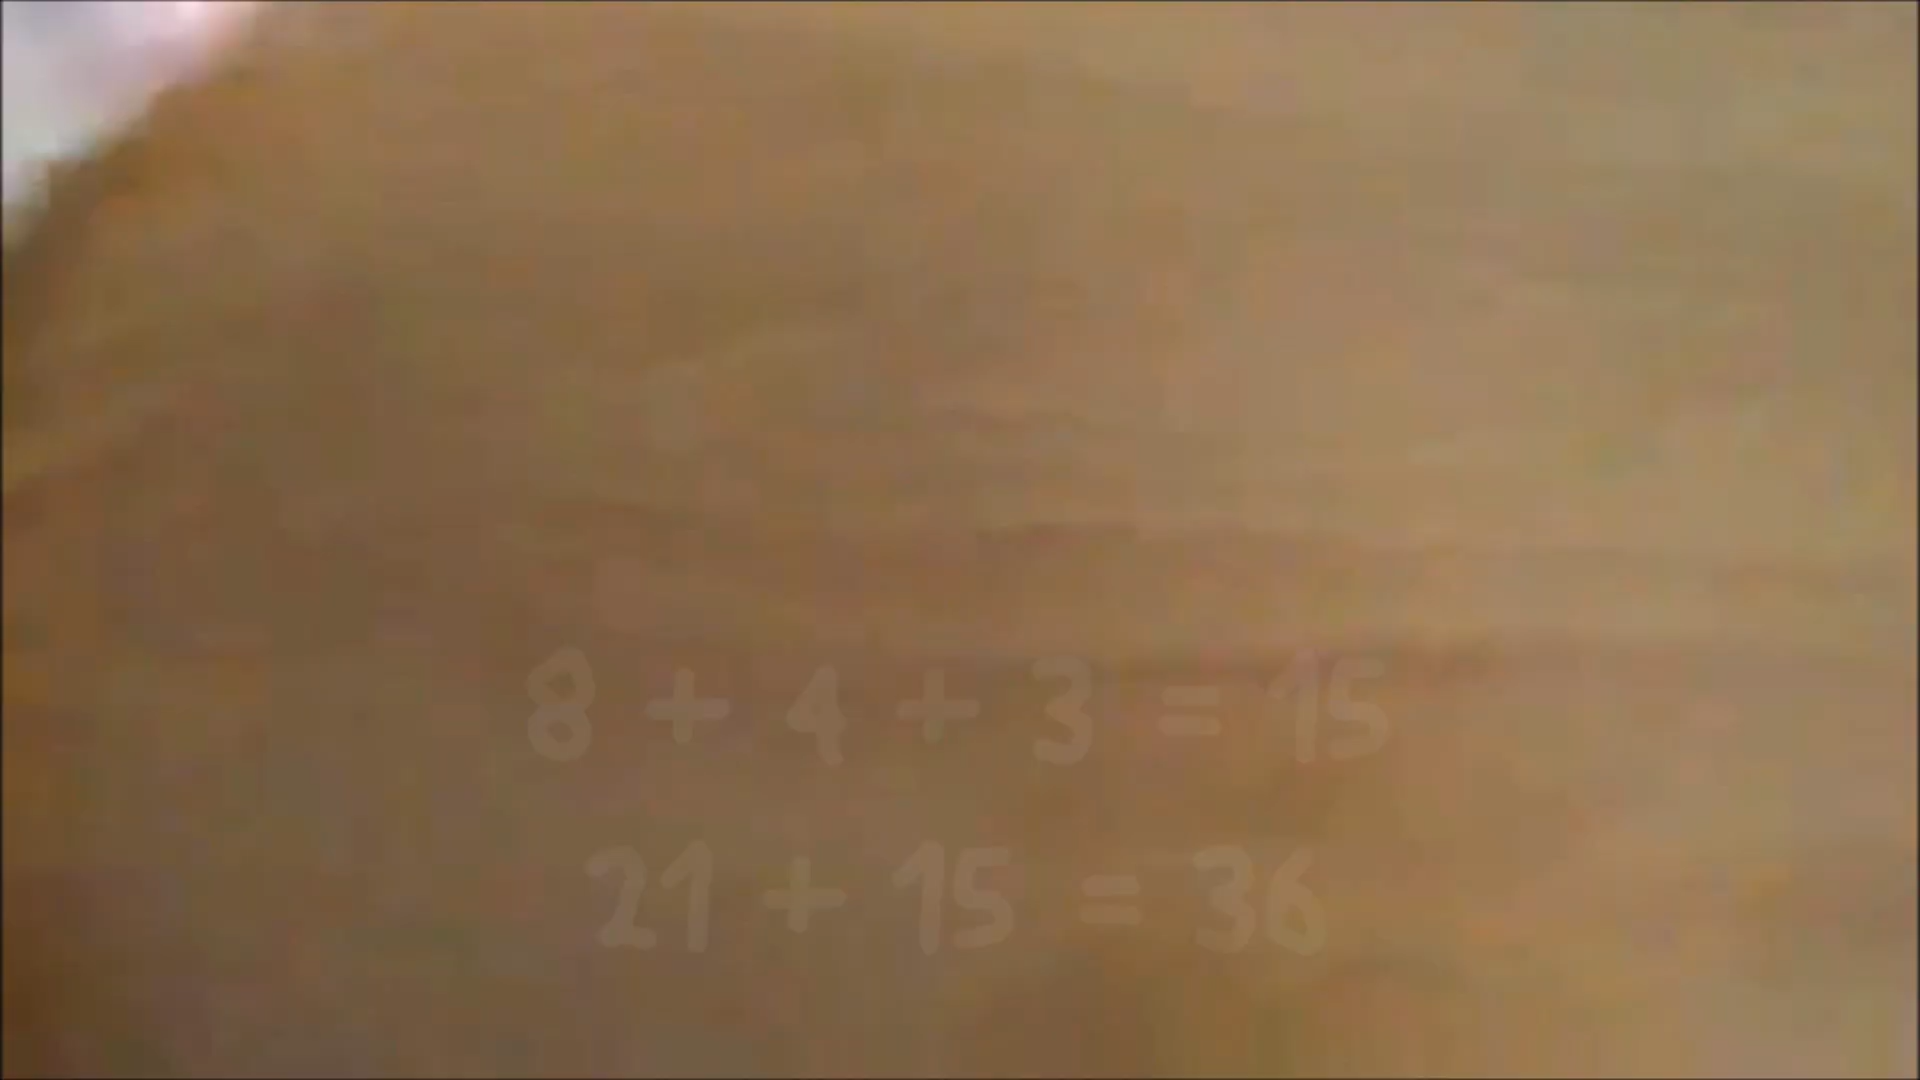 8 + 4 + 3 = 15
21 + 15 = 36